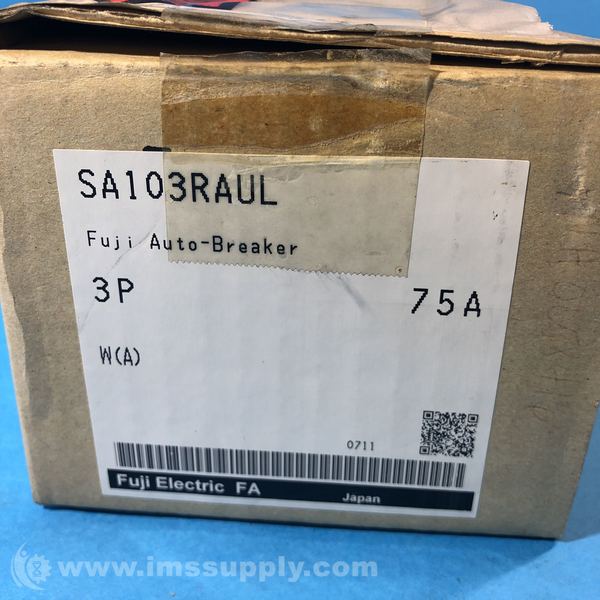 SA103RAUL
Fuji Auto-Breaker
3P 75A
W(A)
0711
Fuji Electric FA Japan
www.imssupply.com